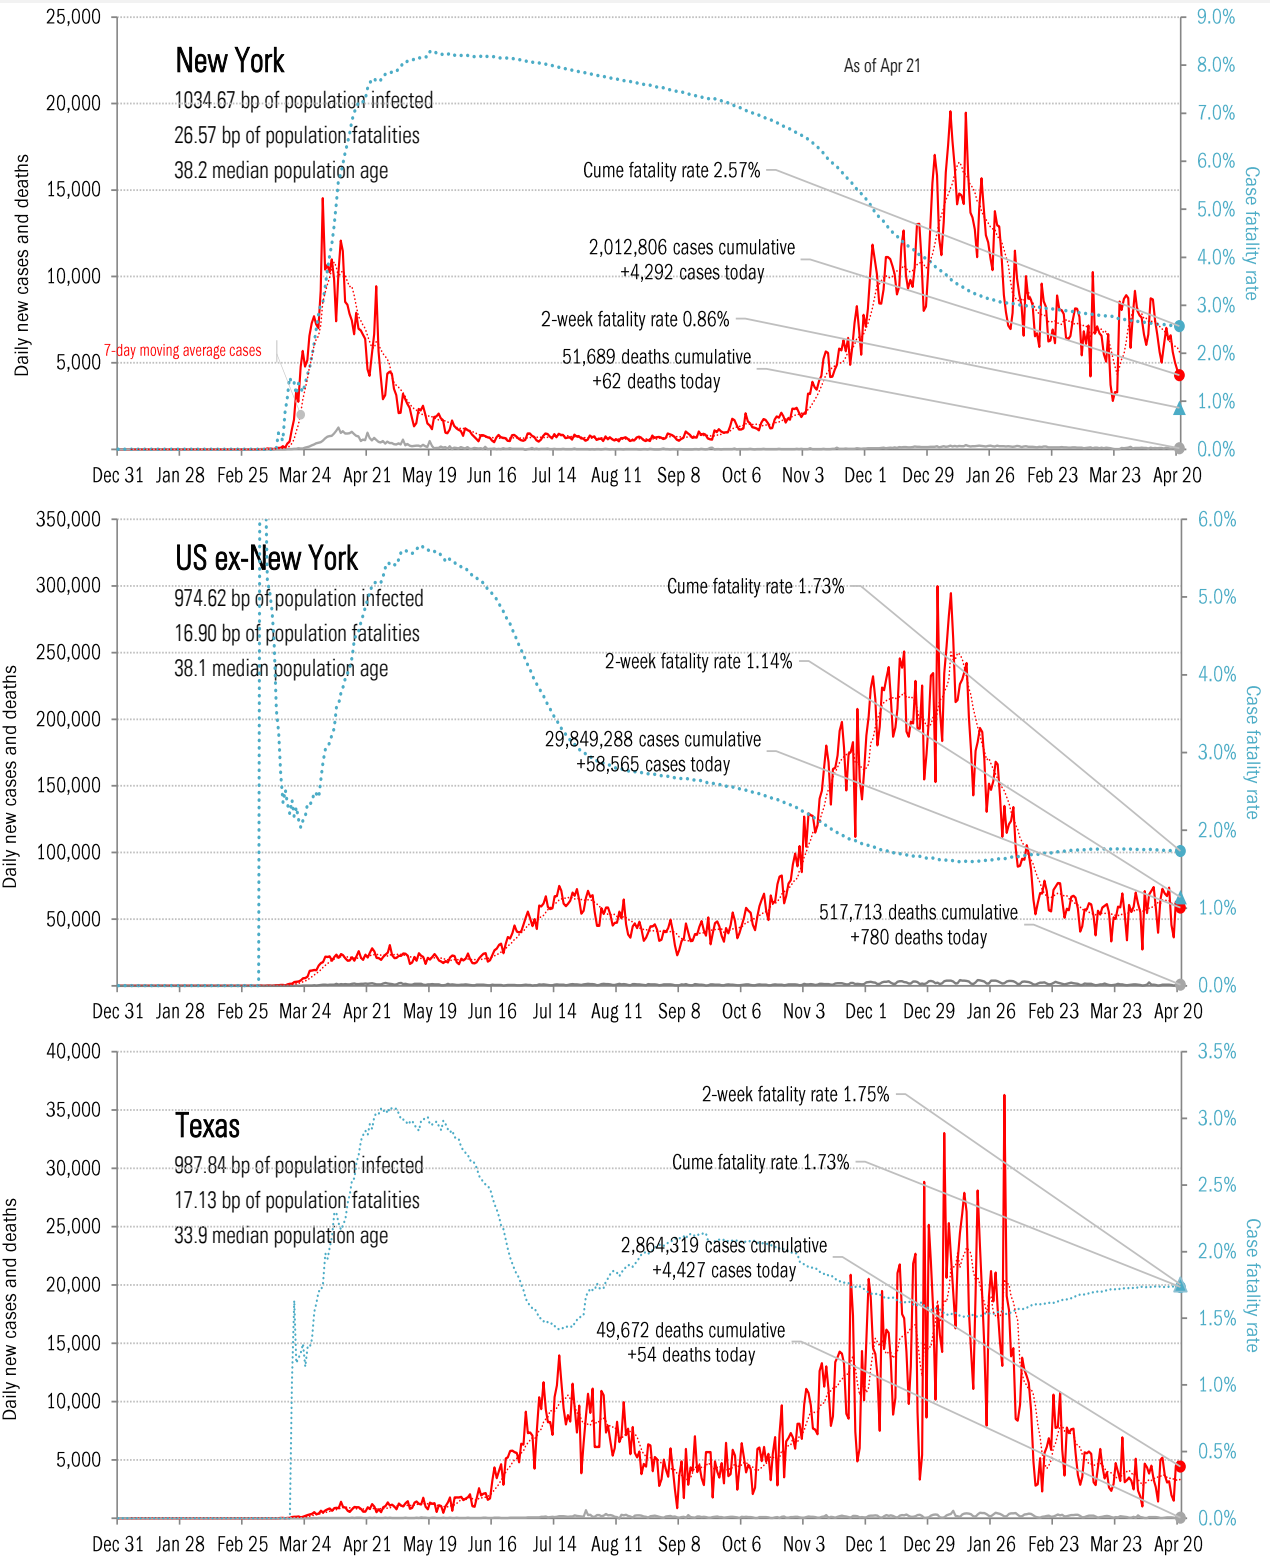 25,000
9.0%
New York
As of Apr 21
8.0%
1034.67 bp of population infected
20,000
7.0%
26.57 bp of population fatalities
38.2 median population age
Cume fatality rate 2.57%
6.0%
15,000
5.0%
2,012,806 cases cumulative
+4,292 cases today
4.0%
10,000
2-week fatality rate 0.86%
3.0%
7-day moving average cases
51,689 deaths cumulative
+62 deaths today
2.0%
5,000
1.0%
0.0%
Daily new cases and deaths
Case fatality rate
Dec 31 Jan 28 Feb 25 Mar 24 Apr 21 May 19 Jun 16 Jul 14 Aug 11 Sep 8 Oct 6 Nov 3 Dec 1 Dec 29 Jan 26 Feb 23 Mar 23 Apr 20
350,000
6.0%
US ex-New York
300,000
Cume fatality rate 1.73%
974.62 bp of population infected
5.0%
16.90 bp of population fatalities
250,000
2-week fatality rate 1.14%
38.1 median population age
4.0%
200,000
29,849,288 cases cumulative
+58,565 cases today
3.0%
150,000
2.0%
100,000
50,000
517,713 deaths cumulative
+780 deaths today
1.0%
0.0%
Daily new cases and deaths
Case fatality rate
Dec 31 Jan 28 Feb 25 Mar 24 Apr 21 May 19 Jun 16 Jul 14 Aug 11 Sep 8 Oct 6 Nov 3 Dec 1 Dec 29 Jan 26 Feb 23 Mar 23 Apr 20
40,000
3.5%
2-week fatality rate 1.75%
35,000
3.0%
Texas
987.84 bp of population infected
Cume fatality rate 1.73%
30,000
2.5%
17.13 bp of population fatalities
38,000
33.9 median population age
25,000
2,864,319 cases cumulative
+4,427 cases today
2.0%
20,000
49,672 deaths cumulative
+54 deaths today
1.5%
15,000
1.0%
10,000
0.5%
5,000
0.0%
Daily new cases and deaths
Case fatality rate
Dec 31 Jan 28 Feb 25 Mar 24 Apr 21 May 19 Jun 16 Jul 14 Aug 11 Sep 8 Oct 6 Nov 3 Dec 1 Dec 29 Jan 26 Feb 23 Mar 23 Apr 20